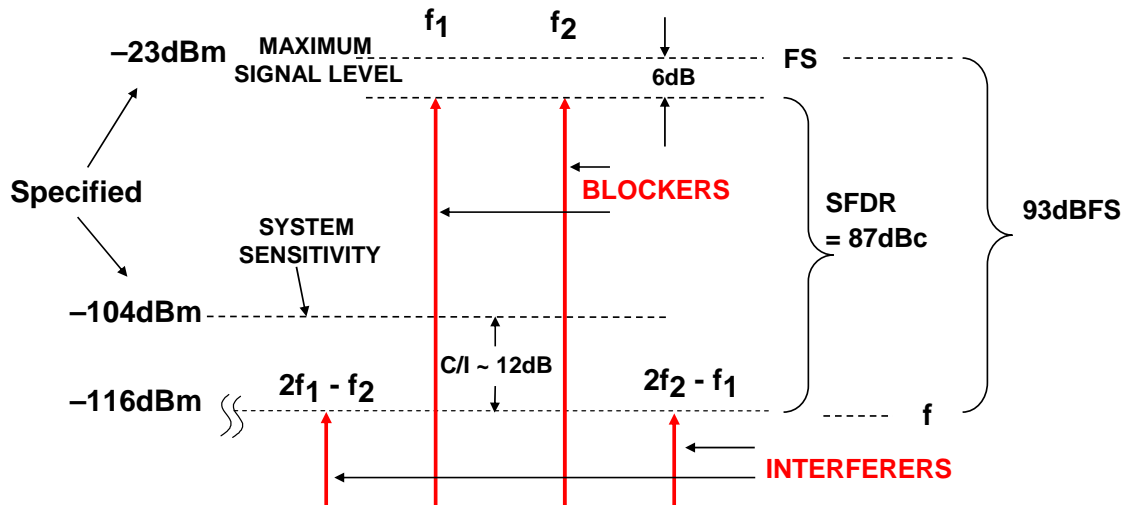 f1
f2
–23dBm
MAXIMUM
SIGNAL LEVEL
FS
6dB
BLOCKERS
Specified
SFDR
= 87dBc
93dBFS
SYSTEM
SENSITIVITY
–104dBm
C/I ~ 12dB
–116dBm
2f1 - f2
2f2 - f1
f
INTERFERERS